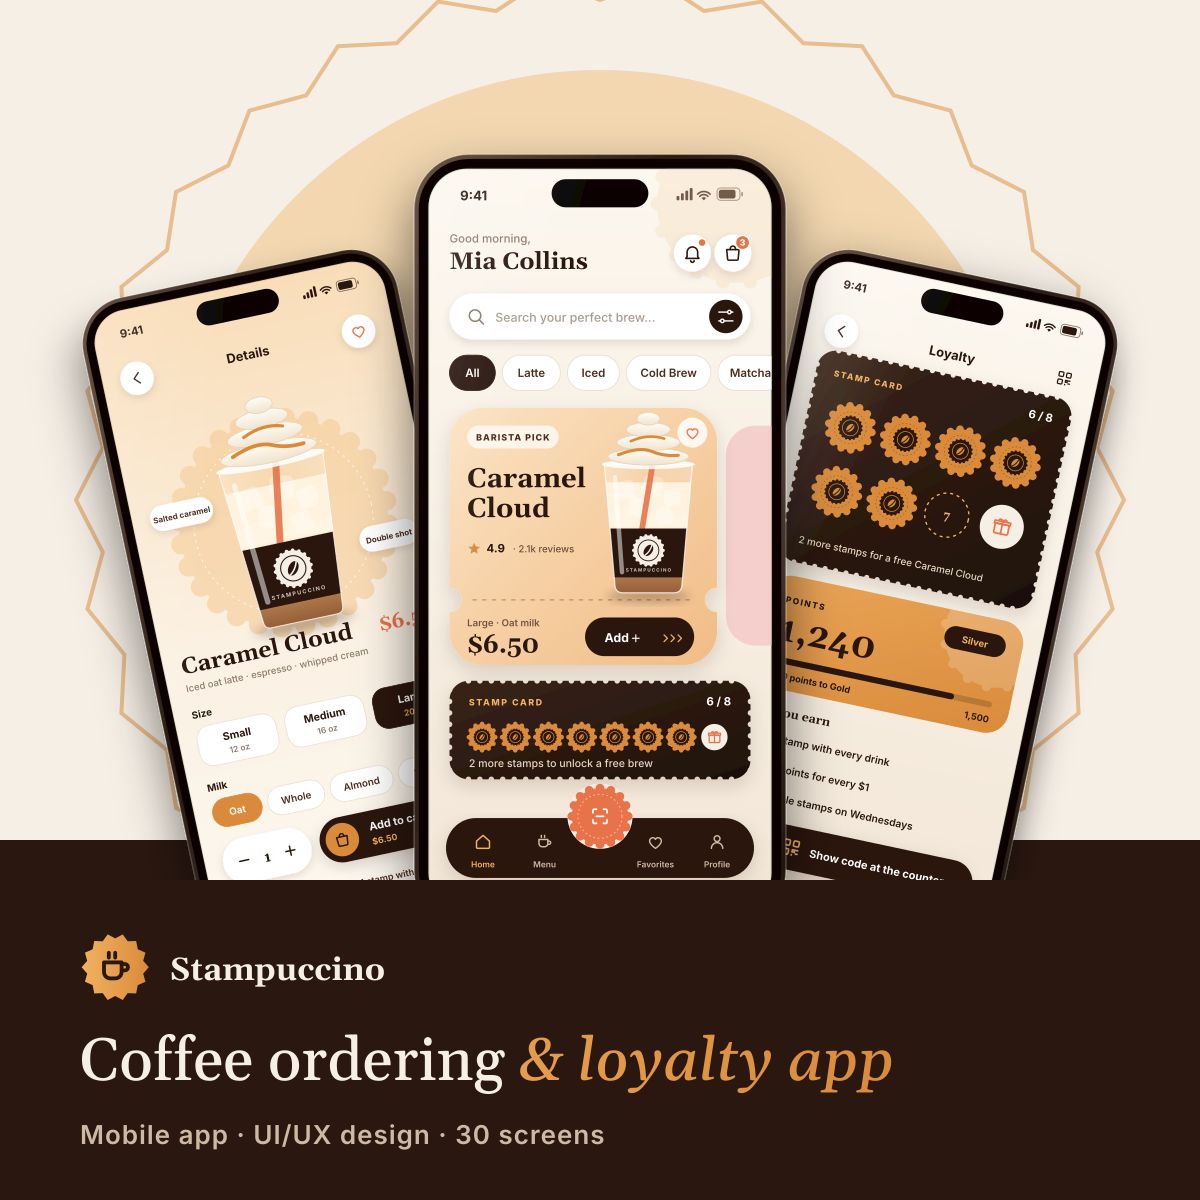 9:41
Details
Salted caramel
Double shot
STAMPUCCINO
Caramel Cloud
Iced oat latte · espresso · whipped cream
Size
Small
12 oz
Medium
16 oz
Milk
Oat
Whole
Almond
1
Add to
$6.50
stamp with
9:41
Good morning,
Mia Collins
3
Search your perfect brew...
All
Latte
Iced
Cold Brew
Matcha
BARISTA PICK
Caramel
Cloud
4.9 · 2.1k reviews
STAMPUCCINO
Large · Oat milk
$6.50
Add + >>>
STAMP CARD
6 / 8
2 more stamps to unlock a free brew
Home
Menu
Favorites
Profile
9:41
Loyalty
STAMP CARD
6 / 8
7
2 more stamps for a free Caramel Cloud
POINTS
1,240
Silver
points to Gold
1,500
you earn
stamp with every drink
points for every $1
stamps on Wednesdays
Show code at the counter
Stampuccino
Coffee ordering & loyalty app
Mobile app · UI/UX design · 30 screens